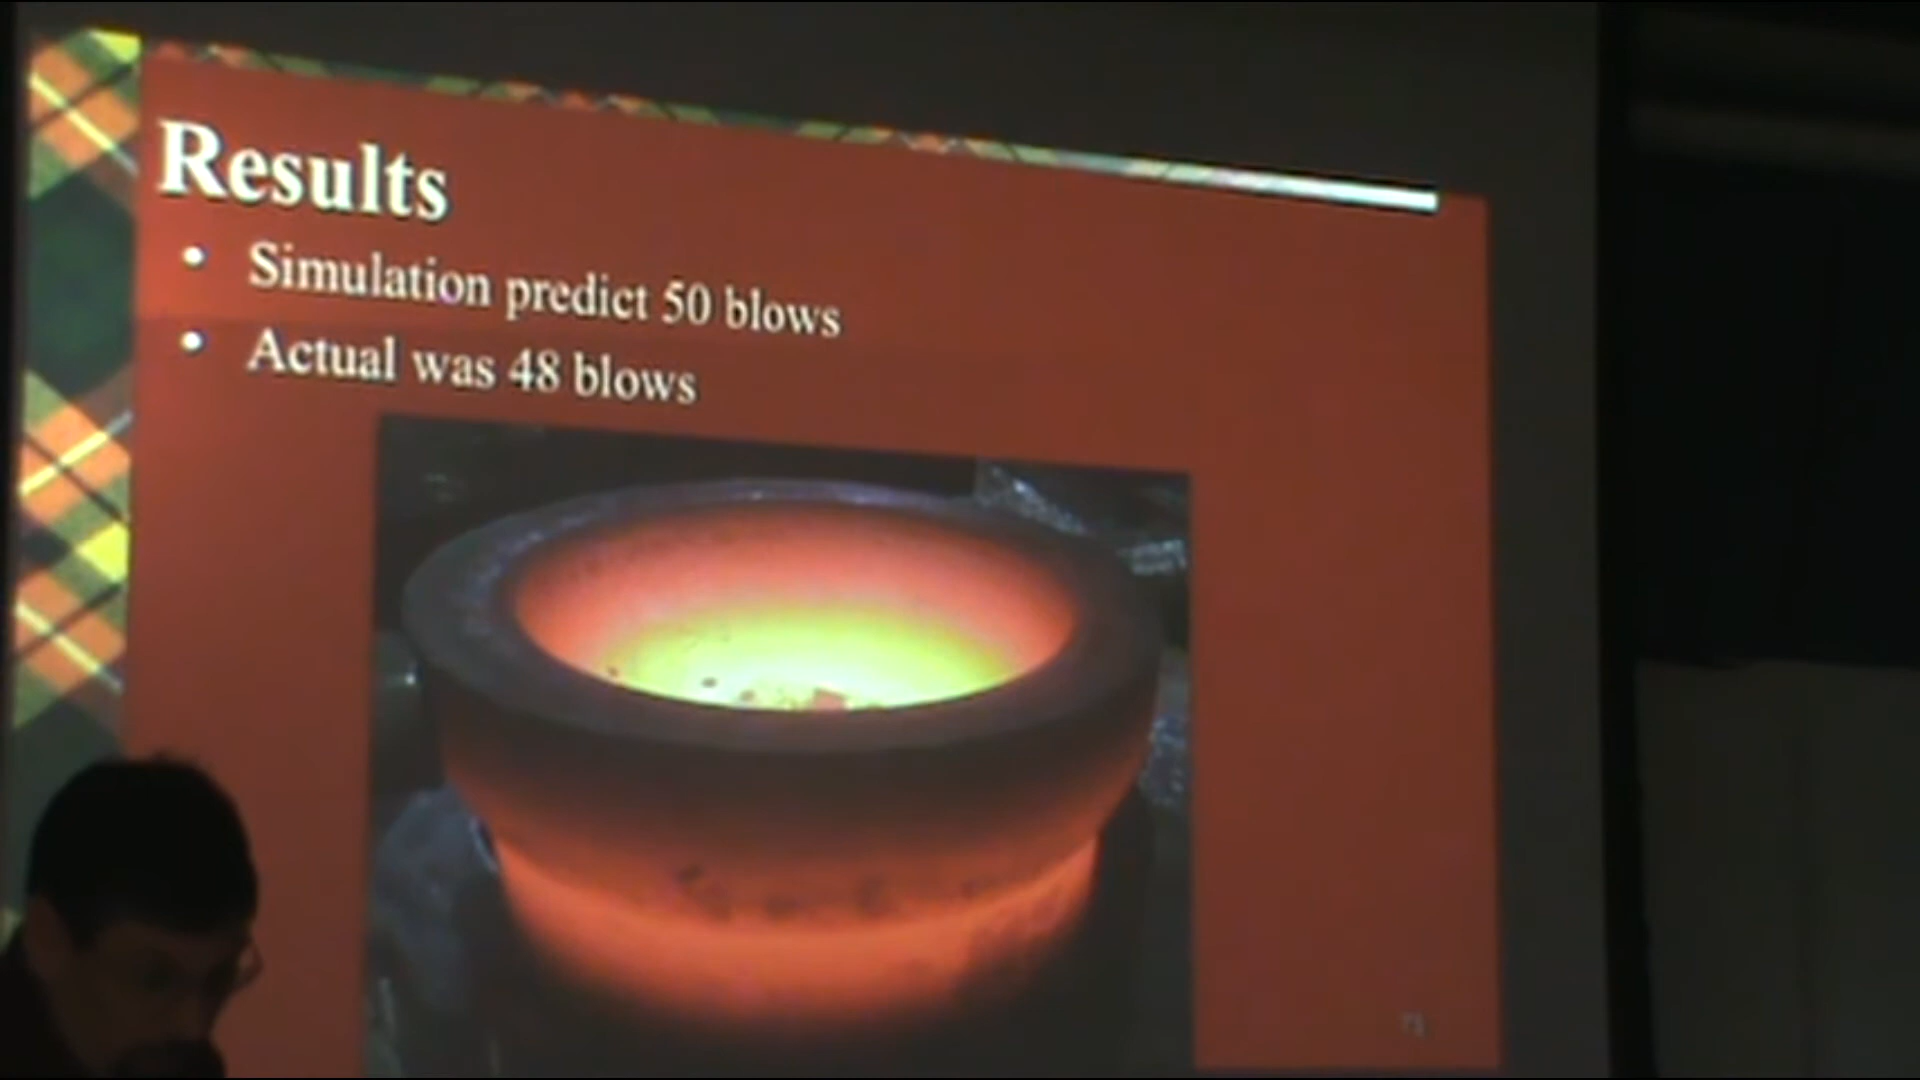 Results
• Simulation predict 50 blows
• Actual was 48 blows